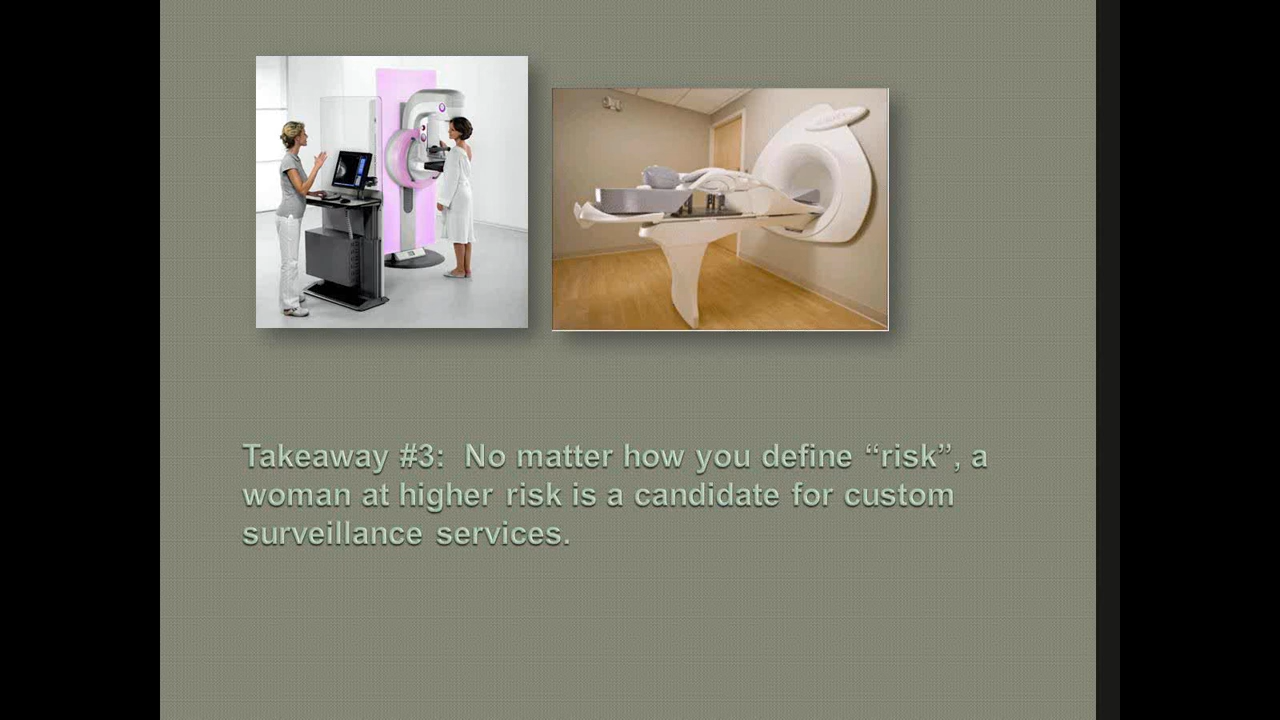 Takeaway #3:  No matter how you define “risk”, a
woman at higher risk is a candidate for custom
surveillance services.